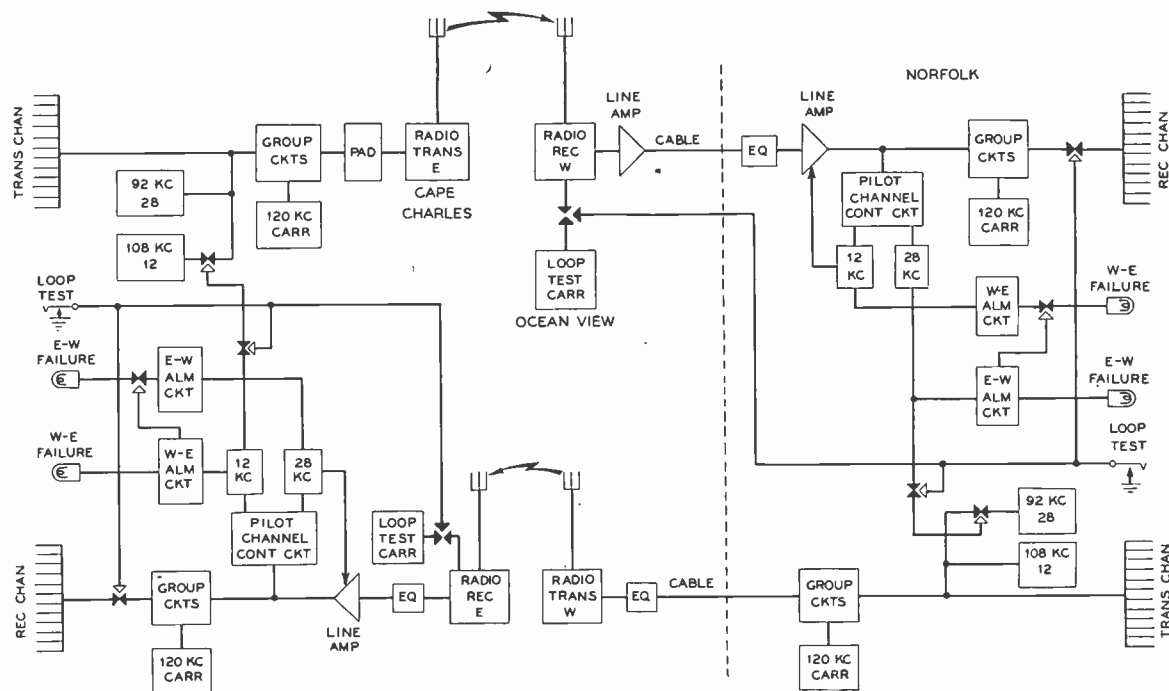 NORFOLK
TRANS CHAN
GROUP
CKTS
PAD
RADIO
TRANS
E
CAPE
CHARLES
RADIO
REC
W
LINE
AMP
CABLE
EQ
LINE
AMP
GROUP
CKTS
REC CHAN
92 KC
28
120 KC
CARR
108 KC
12
LOOP
TEST
CARR
OCEAN VIEW
PILOT
CHANNEL
CONT CKT
12
KC
28
KC
120 KC
CARR
LOOP
TEST
W-E
ALM
CKT
W-E
FAILURE
E-W
FAILURE
E-W
ALM
CKT
E-W
ALM
CKT
E-W
FAILURE
W-E
FAILURE
W-E
ALM
CKT
12
KC
28
KC
LOOP
TEST
PILOT
CHANNEL
CONT CKT
LOOP
TEST
CARR
92 KC
28
108 KC
12
REC CHAN
GROUP
CKTS
LINE
AMP
EQ
RADIO
REC
E
RADIO
TRANS
W
EQ
CABLE
GROUP
CKTS
TRANS CHAN
120 KC
CARR
120 KC
CARR